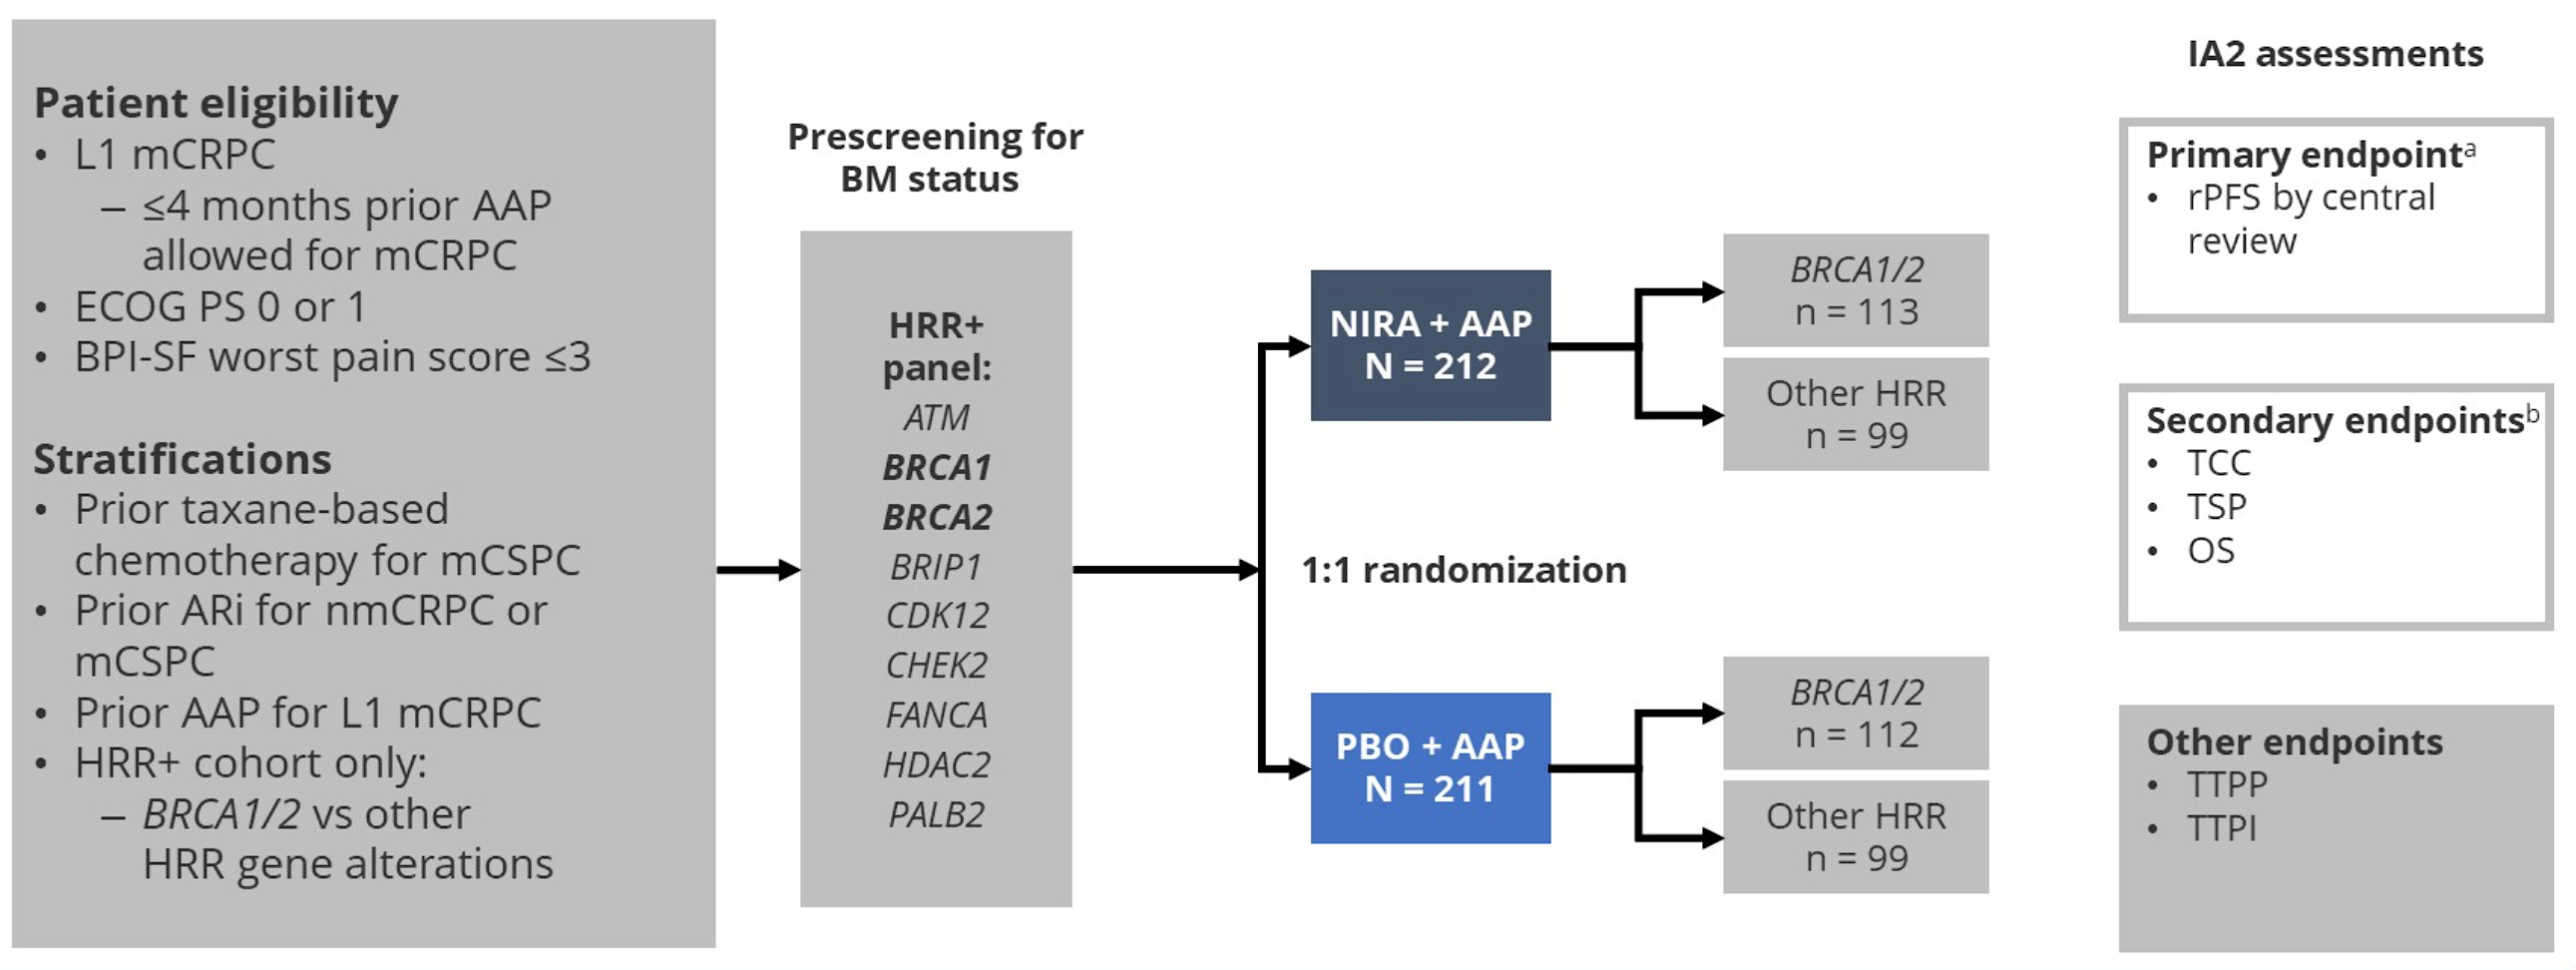 Patient eligibility
• L1 mCRPC
– ≤4 months prior AAP
allowed for mCRPC
• ECOG PS 0 or 1
• BPI-SF worst pain score ≤3
Stratifications
• Prior taxane-based
chemotherapy for mCSPC
• Prior ARi for nmCRPC or
mCSPC
• Prior AAP for L1 mCRPC
• HRR+ cohort only:
– BRCA1/2 vs other
HRR gene alterations
Prescreening for
BM status
HRR+
panel:
ATM
BRCA1
BRCA2
BRIP1
CDK12
CHEK2
FANCA
HDAC2
PALB2
1:1 randomization
NIRA + AAP
N = 212
BRCA1/2
n = 113
Other HRR
n = 99
PBO + AAP
N = 211
BRCA1/2
n = 112
Other HRR
n = 99
IA2 assessments
Primary endpointᵃ
• rPFS by central
review
Secondary endpointsᵇ
• TCC
• TSP
• OS
Other endpoints
• TTPP
• TTPI